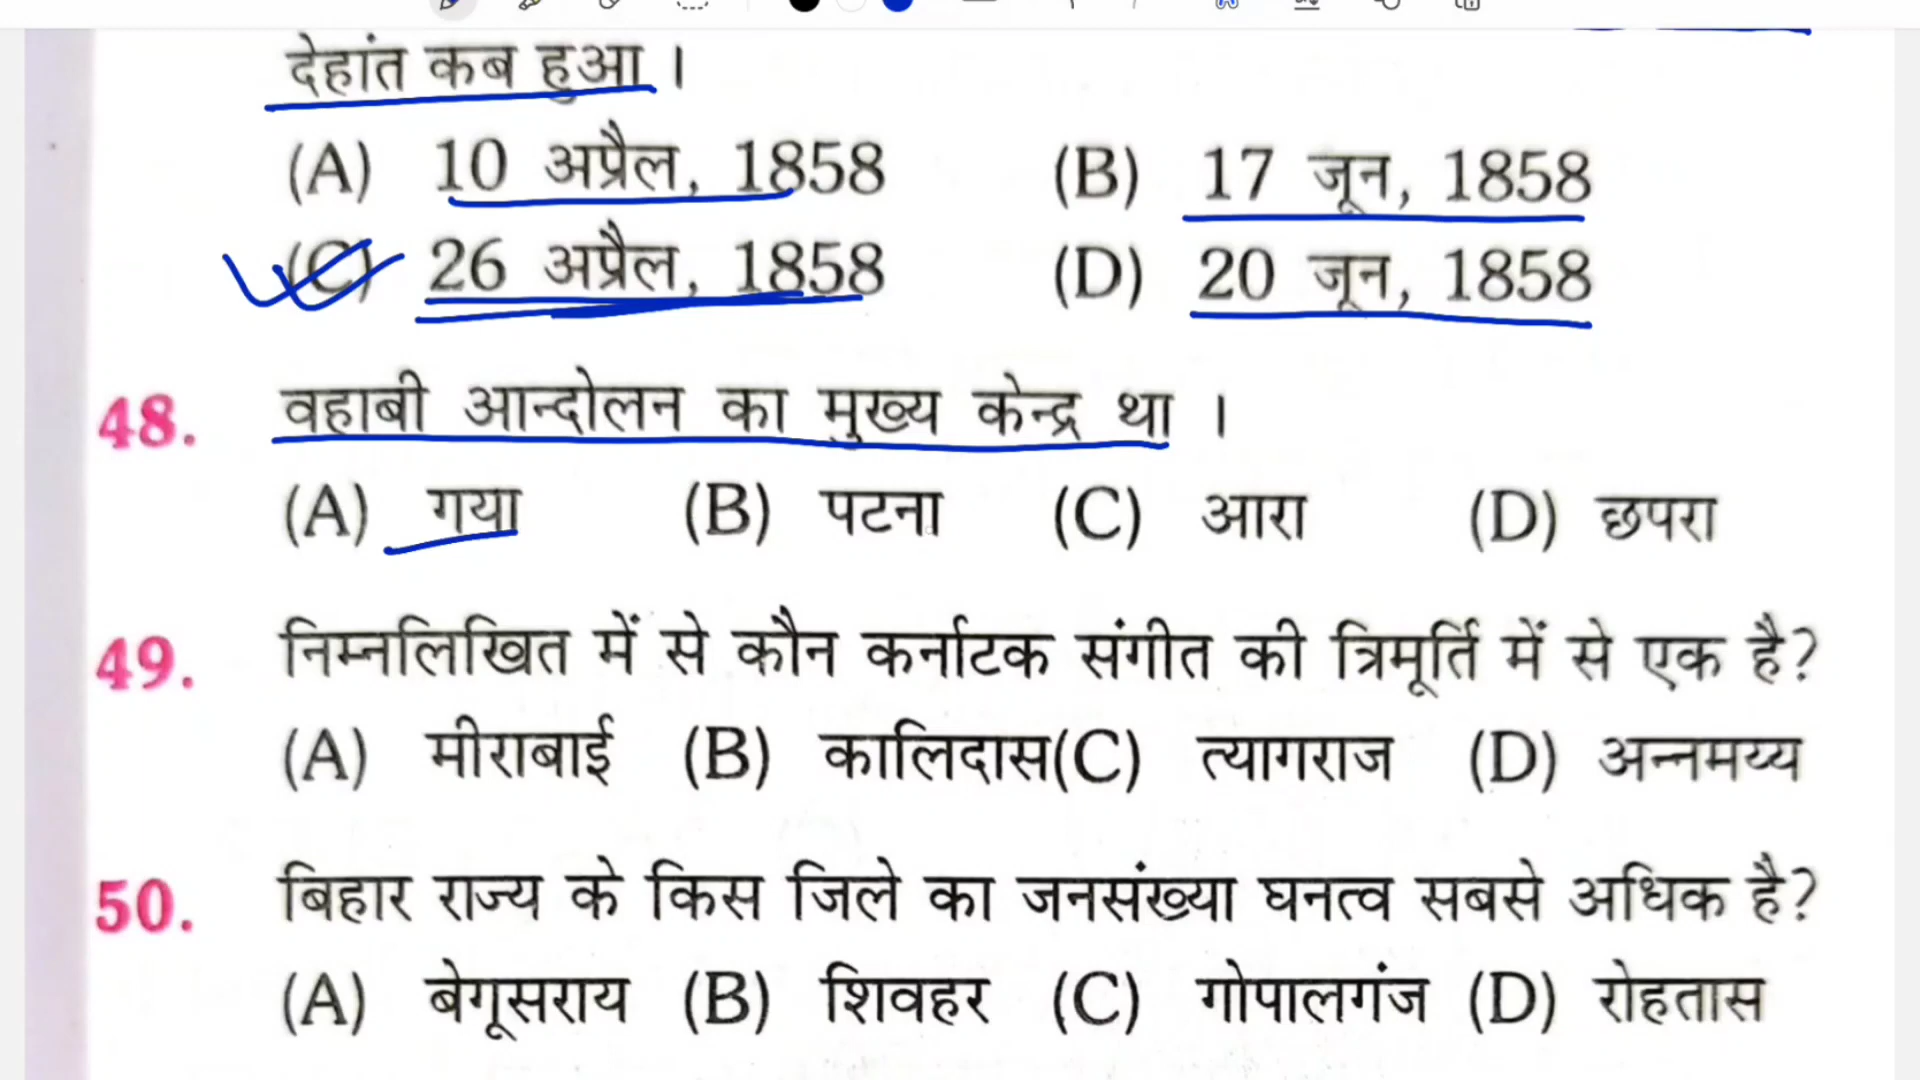 देहांत कब हुआ ।
(A) 10 अप्रैल, 1858 (B) 17 जून, 1858
(C) 26 अप्रैल, 1858 (D) 20 जून, 1858
48. वहाबी आन्दोलन का मुख्य केन्द्र था ।
(A) गया (B) पटना (C) आरा (D) छपरा
49. निम्नलिखित में से कौन कर्नाटक संगीत की त्रिमूर्ति में से एक है?
(A) मीराबाई (B) कालिदास(C) त्यागराज (D) अन्नमय्य
50. बिहार राज्य के किस जिले का जनसंख्या घनत्व सबसे अधिक है?
(A) बेगूसराय (B) शिवहर (C) गोपालगंज (D) रोहतास